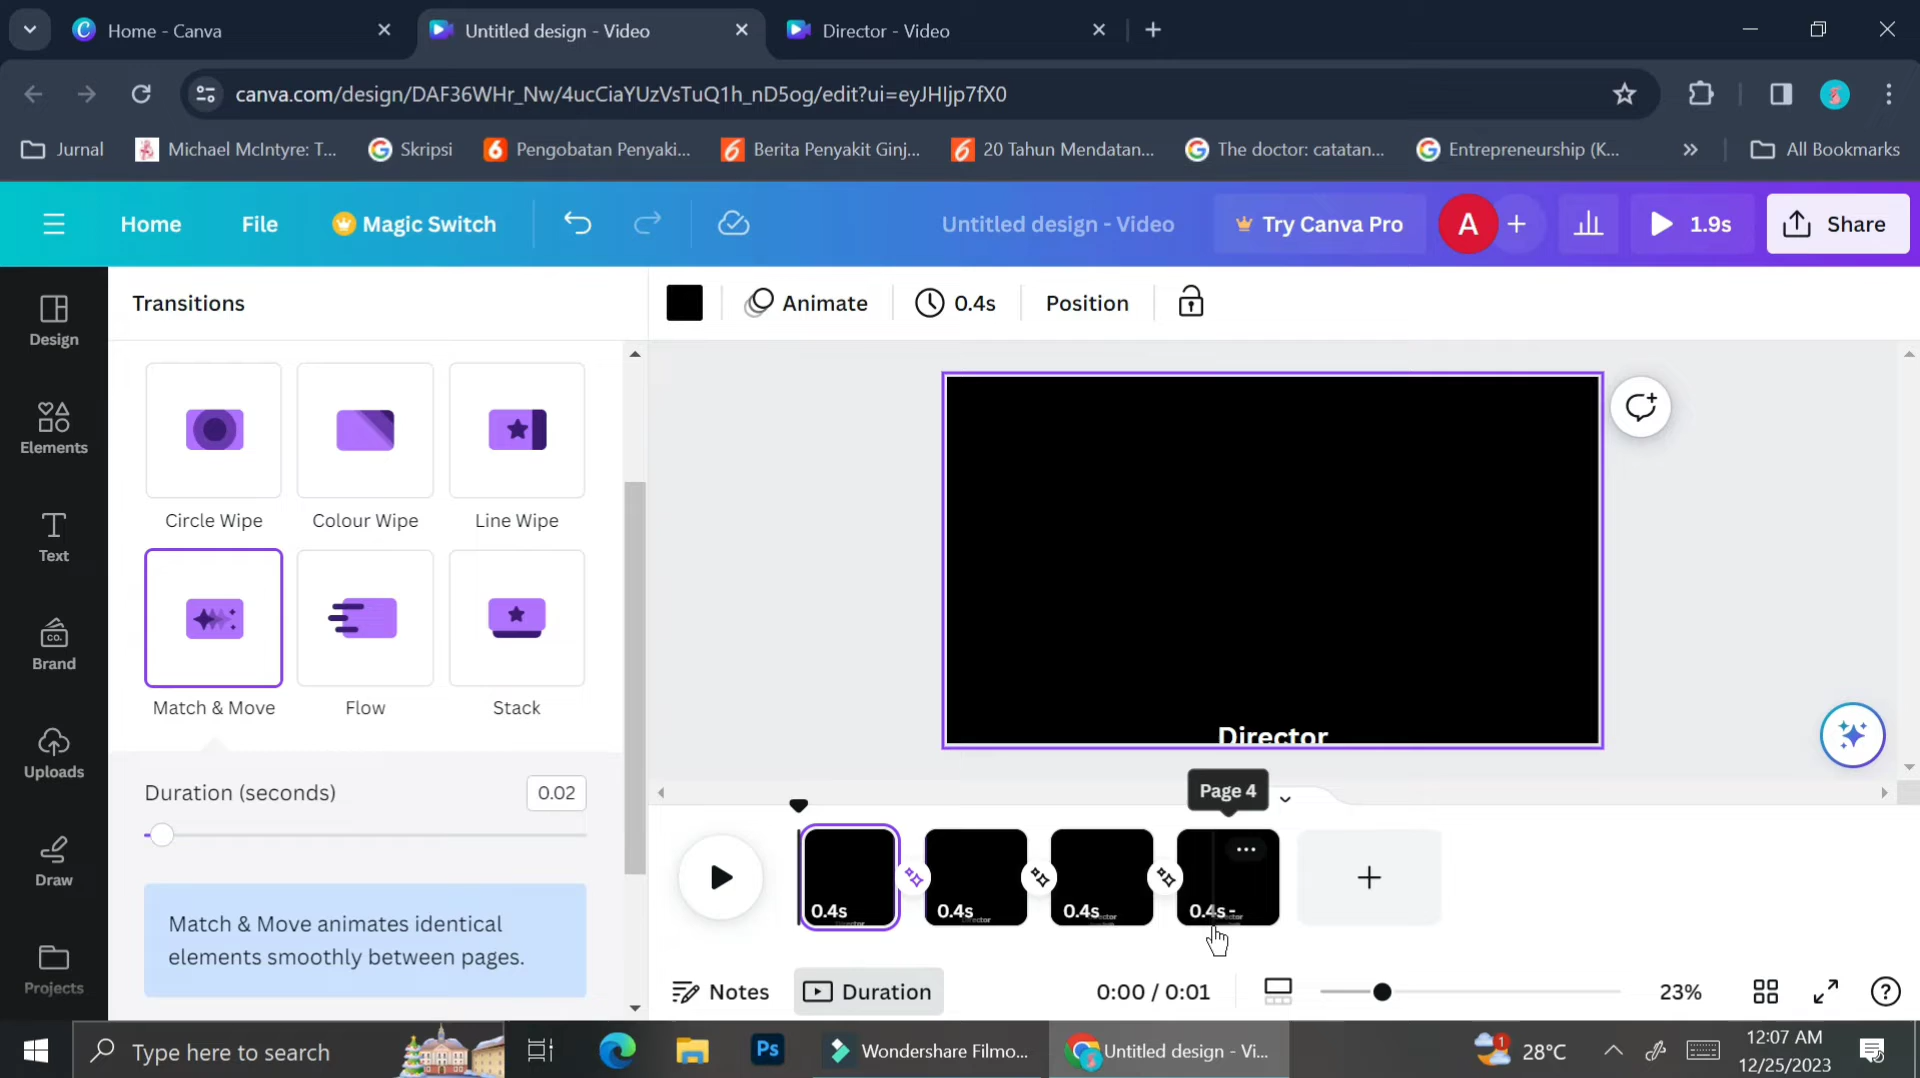 Home - Canva
Untitled design - Video
Director - Video
canva.com/design/DAF36WHr_Nw/4ucCiaYUzVsTuQ1h_nD5og/edit?ui=eyJHIjp7fX0
Jurnal
Michael McIntyre: T...
Skripsi
Pengobatan Penyaki...
Berita Penyakit Ginj...
20 Tahun Mendatan...
The doctor: catatan...
Entrepreneurship (K...
All Bookmarks
Home
File
Magic Switch
Untitled design - Video
Try Canva Pro
A
1.9s
Share
Design
Elements
Text
Brand
Uploads
Draw
Projects
Transitions
Circle Wipe
Colour Wipe
Line Wipe
Match & Move
Flow
Stack
Duration (seconds)
0.02
Match & Move animates identical
elements smoothly between pages.
Animate
0.4s
Position
Director
Page 4
0.4s
0.4s
0.4s
0.4s -
Notes
Duration
0:00 / 0:01
23%
Type here to search
Ps
Wondershare Filmo...
Untitled design - Vi...
1
28°C
12:07 AM
12/25/2023